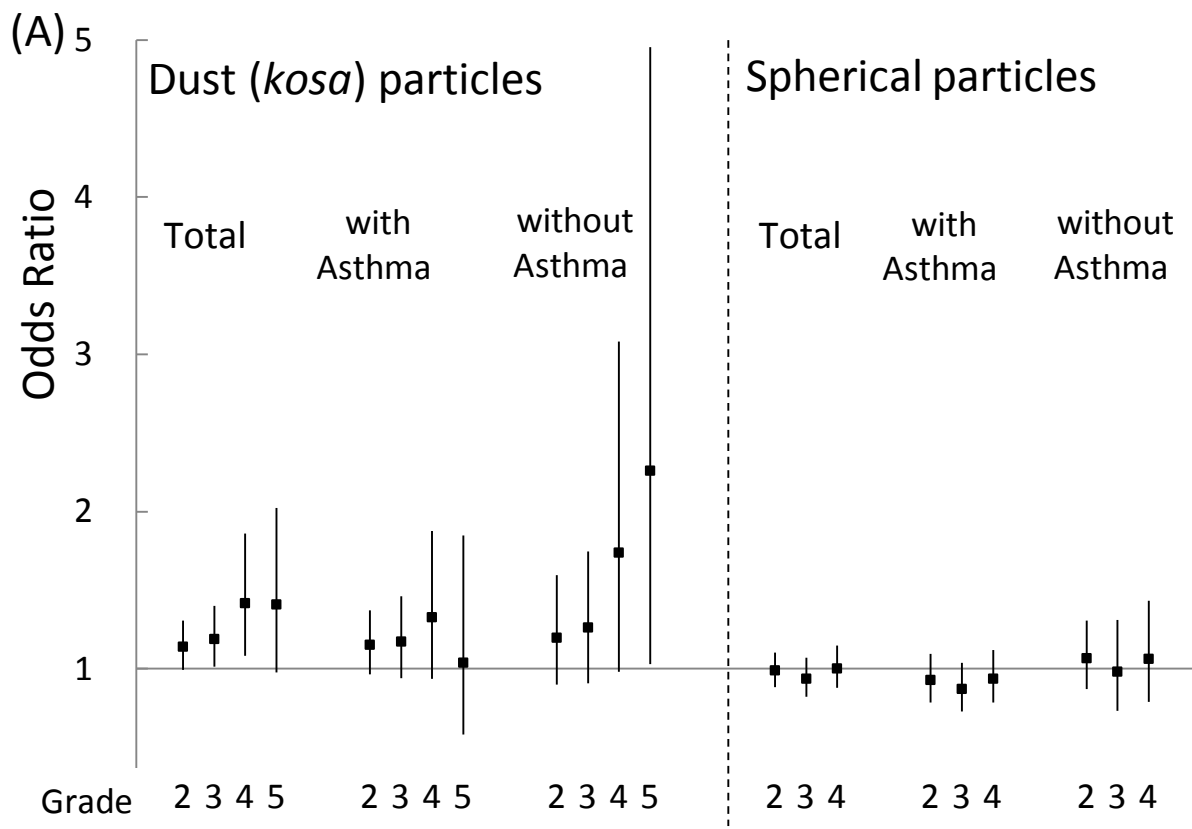 (A)
5
Dust (kosa) particles
Spherical particles
4
Odds Ratio
Total
with
Asthma
without
Asthma
Total
with
Asthma
without
Asthma
3
2
1
Grade
2 3 4 5
2 3 4 5
2 3 4 5
2 3 4
2 3 4
2 3 4